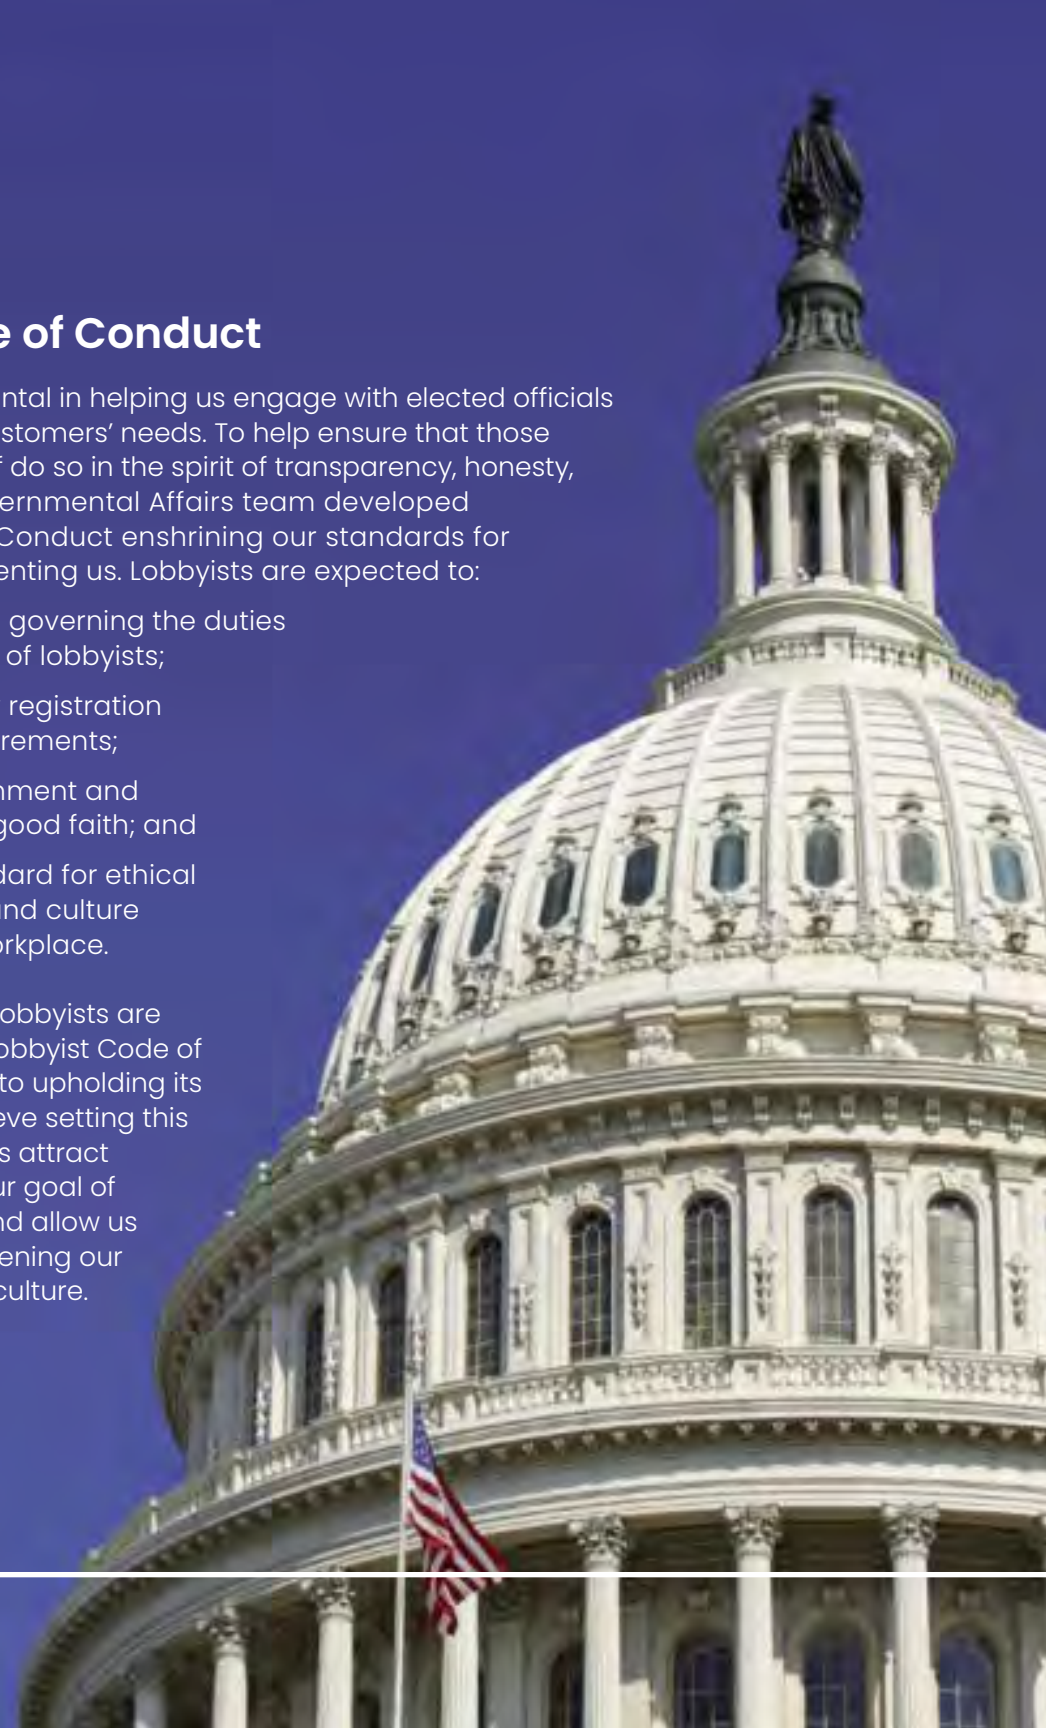 e of Conduct
ntal in helping us engage with elected officials
stomers’ needs. To help ensure that those
f do so in the spirit of transparency, honesty,
ernmental Affairs team developed
Conduct enshrining our standards for
enting us. Lobbyists are expected to:
governing the duties
of lobbyists;
registration
rements;
nment and
good faith; and
dard for ethical
and culture
orkplace.
obbyists are
obbyist Code of
to upholding its
eve setting this
s attract
ur goal of
nd allow us
ening our
culture.